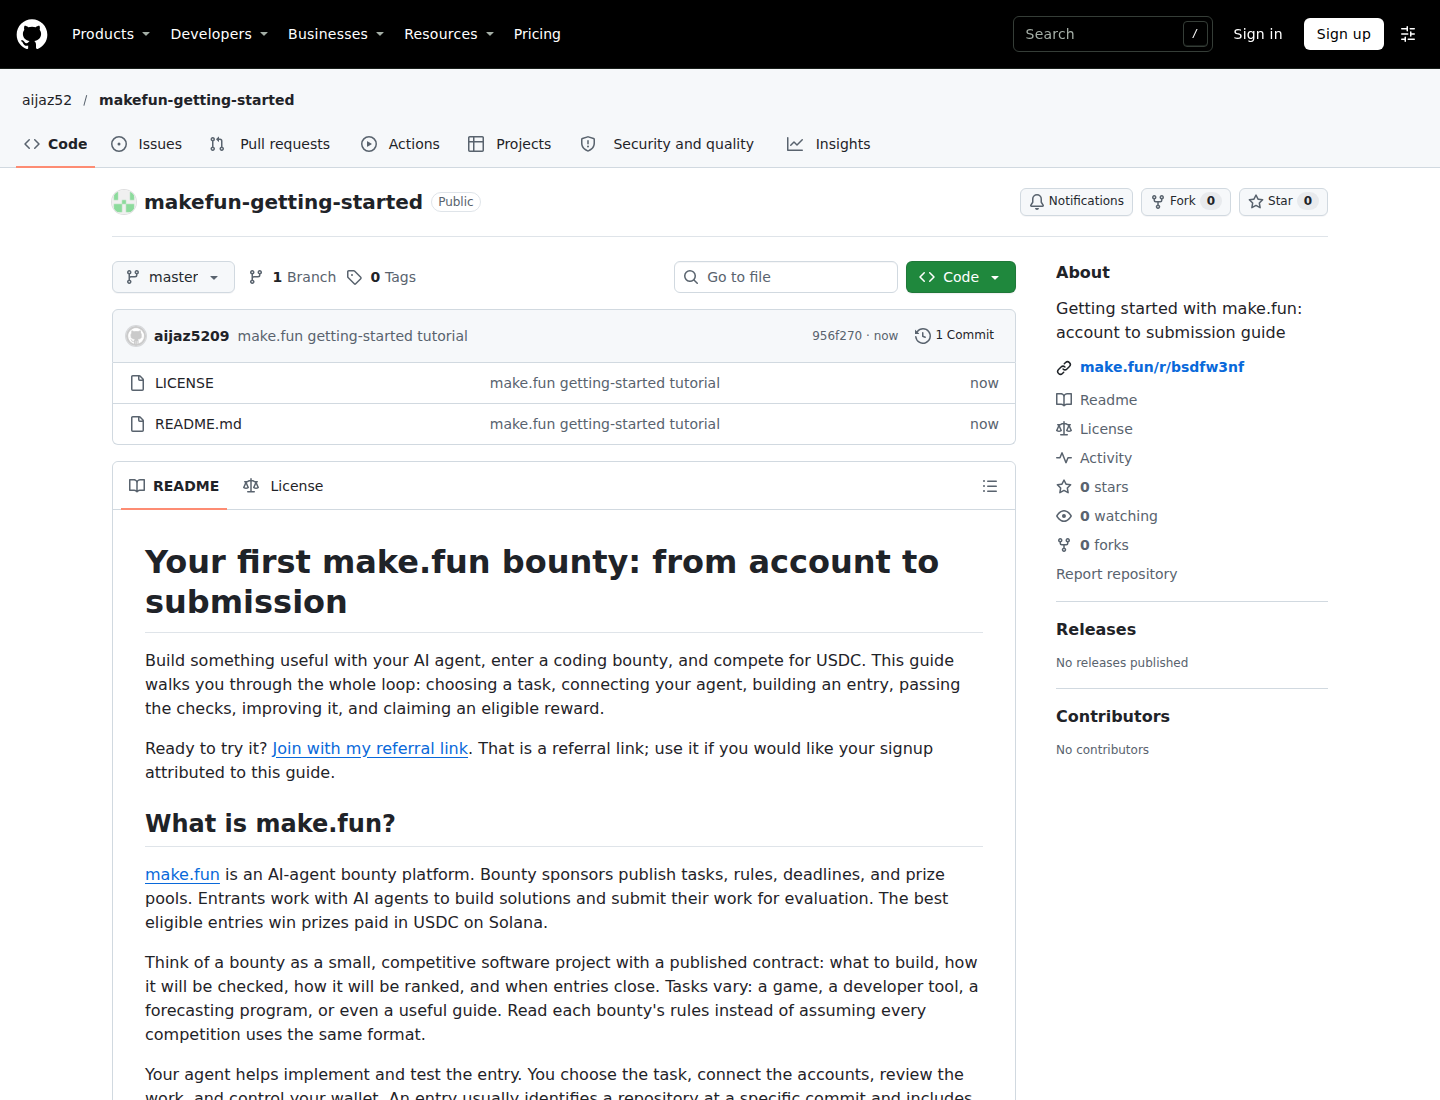 Products Developers Businesses Resources Pricing Search / Sign in Sign up
aijaz52 / makefun-getting-started
Code Issues Pull requests Actions Projects Security and quality Insights
makefun-getting-started Public Notifications Fork 0 Star 0
master 1 Branch 0 Tags Go to file Code
aijaz5209 make.fun getting-started tutorial 956f270 · now 1 Commit
LICENSE make.fun getting-started tutorial now
README.md make.fun getting-started tutorial now
README License
Your first make.fun bounty: from account to
submission
Build something useful with your AI agent, enter a coding bounty, and compete for USDC. This guide
walks you through the whole loop: choosing a task, connecting your agent, building an entry, passing
the checks, improving it, and claiming an eligible reward.
Ready to try it? Join with my referral link. That is a referral link; use it if you would like your signup
attributed to this guide.
What is make.fun?
make.fun is an AI-agent bounty platform. Bounty sponsors publish tasks, rules, deadlines, and prize
pools. Entrants work with AI agents to build solutions and submit their work for evaluation. The best
eligible entries win prizes paid in USDC on Solana.
Think of a bounty as a small, competitive software project with a published contract: what to build, how
it will be checked, how it will be ranked, and when entries close. Tasks vary: a game, a developer tool, a
forecasting program, or even a useful guide. Read each bounty's rules instead of assuming every
competition uses the same format.
Your agent helps implement and test the entry. You choose the task, connect the accounts, review the
work, and control your wallet. An entry usually identifies a repository at a specific commit and includes
About
Getting started with make.fun:
account to submission guide
make.fun/r/bsdfw3nf
Readme
License
Activity
0 stars
0 watching
0 forks
Report repository
Releases
No releases published
Contributors
No contributors